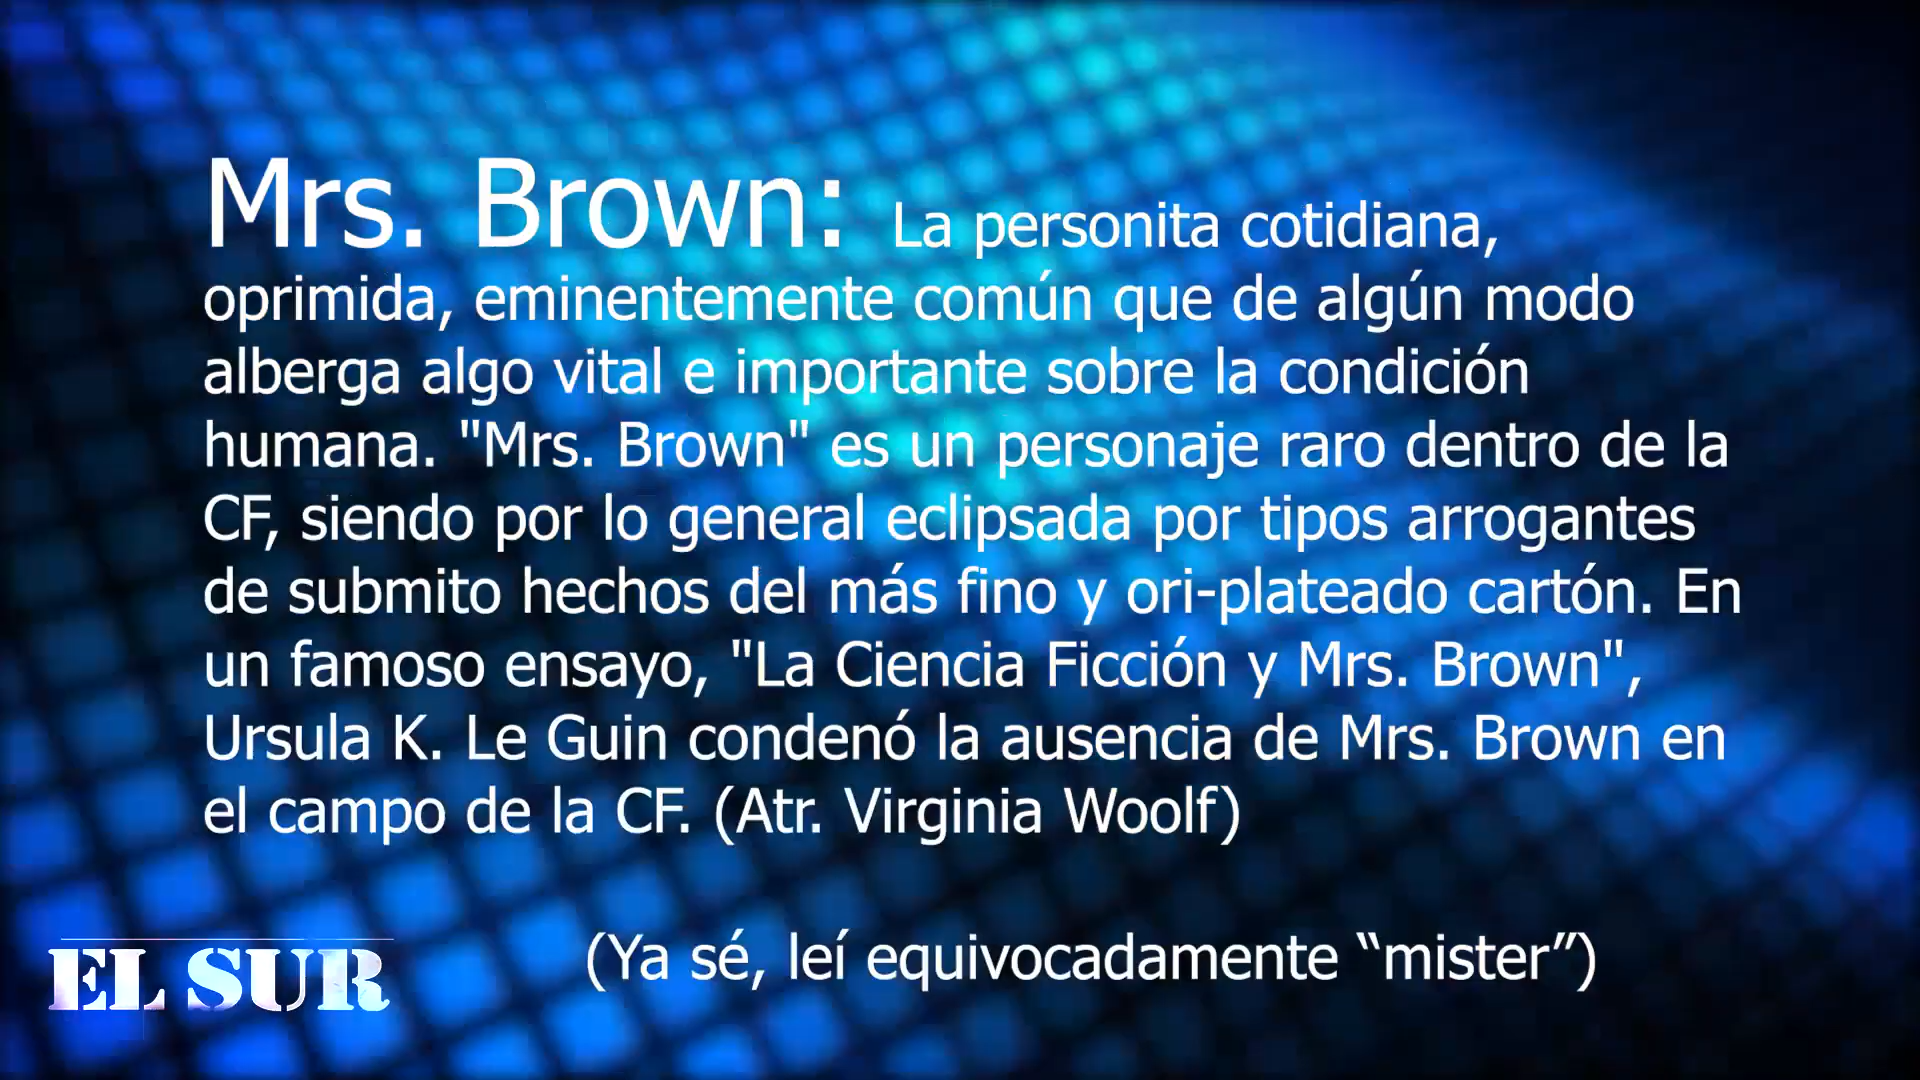 Mrs. Brown: La personita cotidiana,
oprimida, eminentemente común que de algún modo
alberga algo vital e importante sobre la condición
humana. "Mrs. Brown" es un personaje raro dentro de la
CF, siendo por lo general eclipsada por tipos arrogantes
de submito hechos del más fino y ori-plateado cartón. En
un famoso ensayo, "La Ciencia Ficción y Mrs. Brown",
Ursula K. Le Guin condenó la ausencia de Mrs. Brown en
el campo de la CF. (Atr. Virginia Woolf)
(Ya sé, leí equivocadamente “mister”)
EL SUR